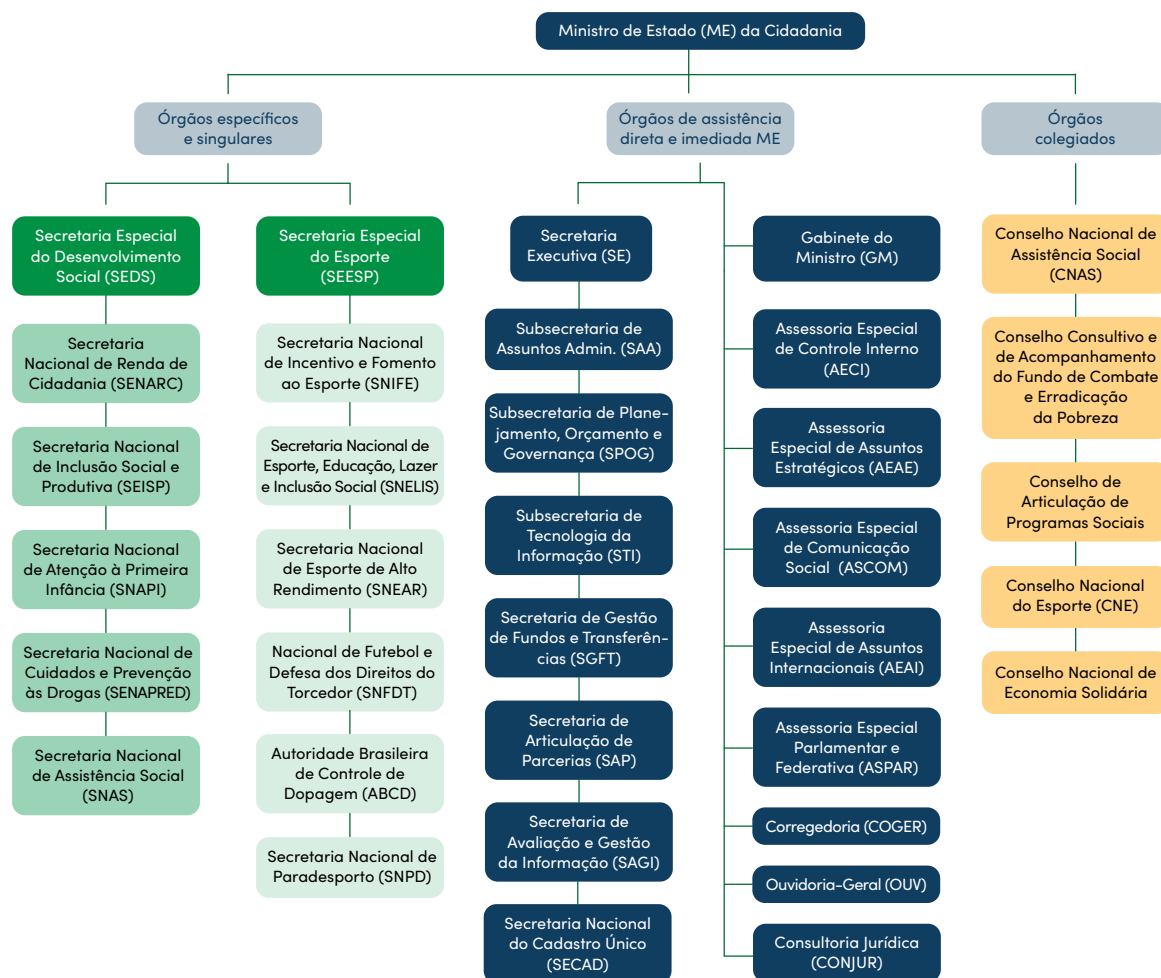 Ministro de Estado (ME) da Cidadania
Órgãos específicos
e singulares
Órgãos de assistência
direta e imediada ME
Órgãos
colegiados
Secretaria Especial
do Desenvolvimento
Social (SEDS)
Secretaria
Nacional de Renda de
Cidadania (SENARC)
Secretaria Nacional
de Inclusão Social e
Produtiva (SEISP)
Secretaria Nacional
de Atenção à Primeira
Infância (SNAPI)
Secretaria Nacional de
Cuidados e Prevenção
às Drogas (SENAPRED)
Secretaria Nacional
de Assistência Social
(SNAS)
Secretaria Especial
do Esporte
(SEESP)
Secretaria Nacional
de Incentivo e Fomento
ao Esporte (SNIFE)
Secretaria Nacional de
Esporte, Educação, Lazer
e Inclusão Social (SNELIS)
Secretaria Nacional
de Esporte de Alto
Rendimento (SNEAR)
Nacional de Futebol e
Defesa dos Direitos do
Torcedor (SNFDT)
Autoridade Brasileira
de Controle de
Dopagem (ABCD)
Secretaria Nacional de
Paradesporto (SNPD)
Secretaria
Executiva (SE)
Subsecretaria de
Assuntos Admin. (SAA)
Subsecretaria de Plane-
jamento, Orçamento e
Governança (SPOG)
Subsecretaria de
Tecnologia da
Informação (STI)
Secretaria de Gestão
de Fundos e Transferên-
cias (SGFT)
Secretaria de
Articulação de
Parcerias (SAP)
Secretaria de
Avaliação e Gestão
da Informação (SAGI)
Secretaria Nacional
do Cadastro Único
(SECAD)
Gabinete do
Ministro (GM)
Assessoria Especial
de Controle Interno
(AECI)
Assessoria
Especial de Assuntos
Estratégicos (AEAE)
Assessoria Especial
de Comunicação
Social (ASCOM)
Assessoria
Especial de Assuntos
Internacionais (AEAI)
Assessoria Especial
Parlamentar e
Federativa (ASPAR)
Corregedoria (COGER)
Ouvidoria-Geral (OUV)
Consultoria Jurídica
(CONJUR)
Conselho Nacional de
Assistência Social
(CNAS)
Conselho Consultivo e
de Acompanhamento
do Fundo de Combate
e Erradicação
da Pobreza
Conselho de
Articulação de
Programas Sociais
Conselho Nacional
do Esporte (CNE)
Conselho Nacional de
Economia Solidária